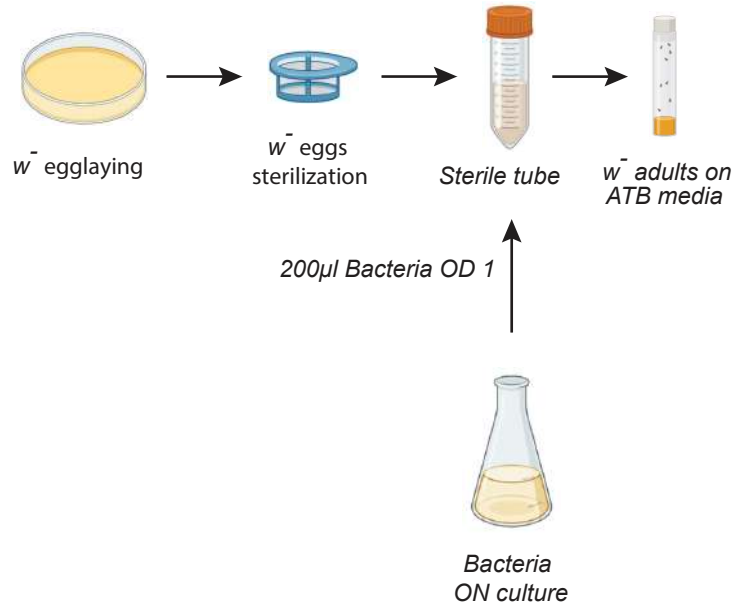 w⁻ egglaying
w⁻ eggs
sterilization
Sterile tube
w⁻ adults on
ATB media
200µl Bacteria OD 1
Bacteria
ON culture